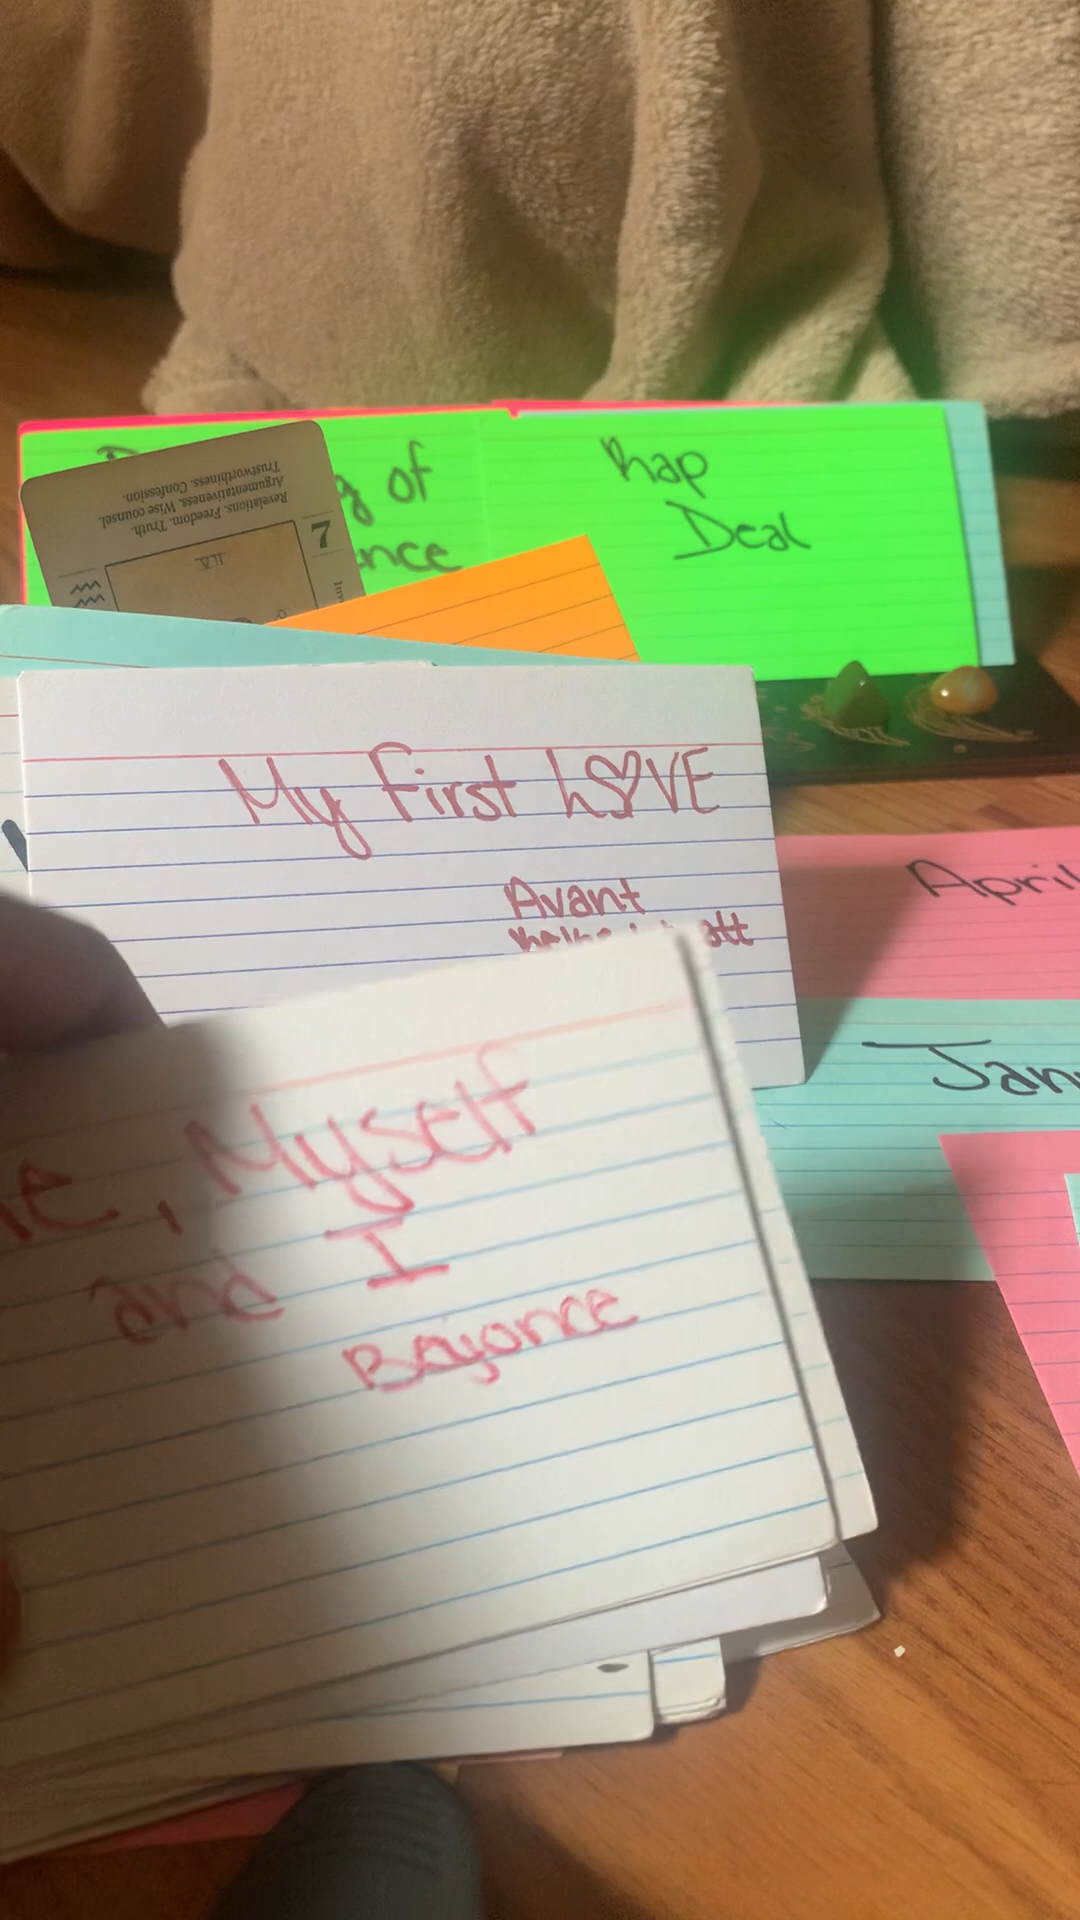 g of
nce
Rap
Deal
Revelations. Freedom. Truth.
Argumentativeness. Wise counsel.
Trustworthiness. Confession.
7
My First LOVE
Avant
April
Jan
, Myself
and I
Beyonce